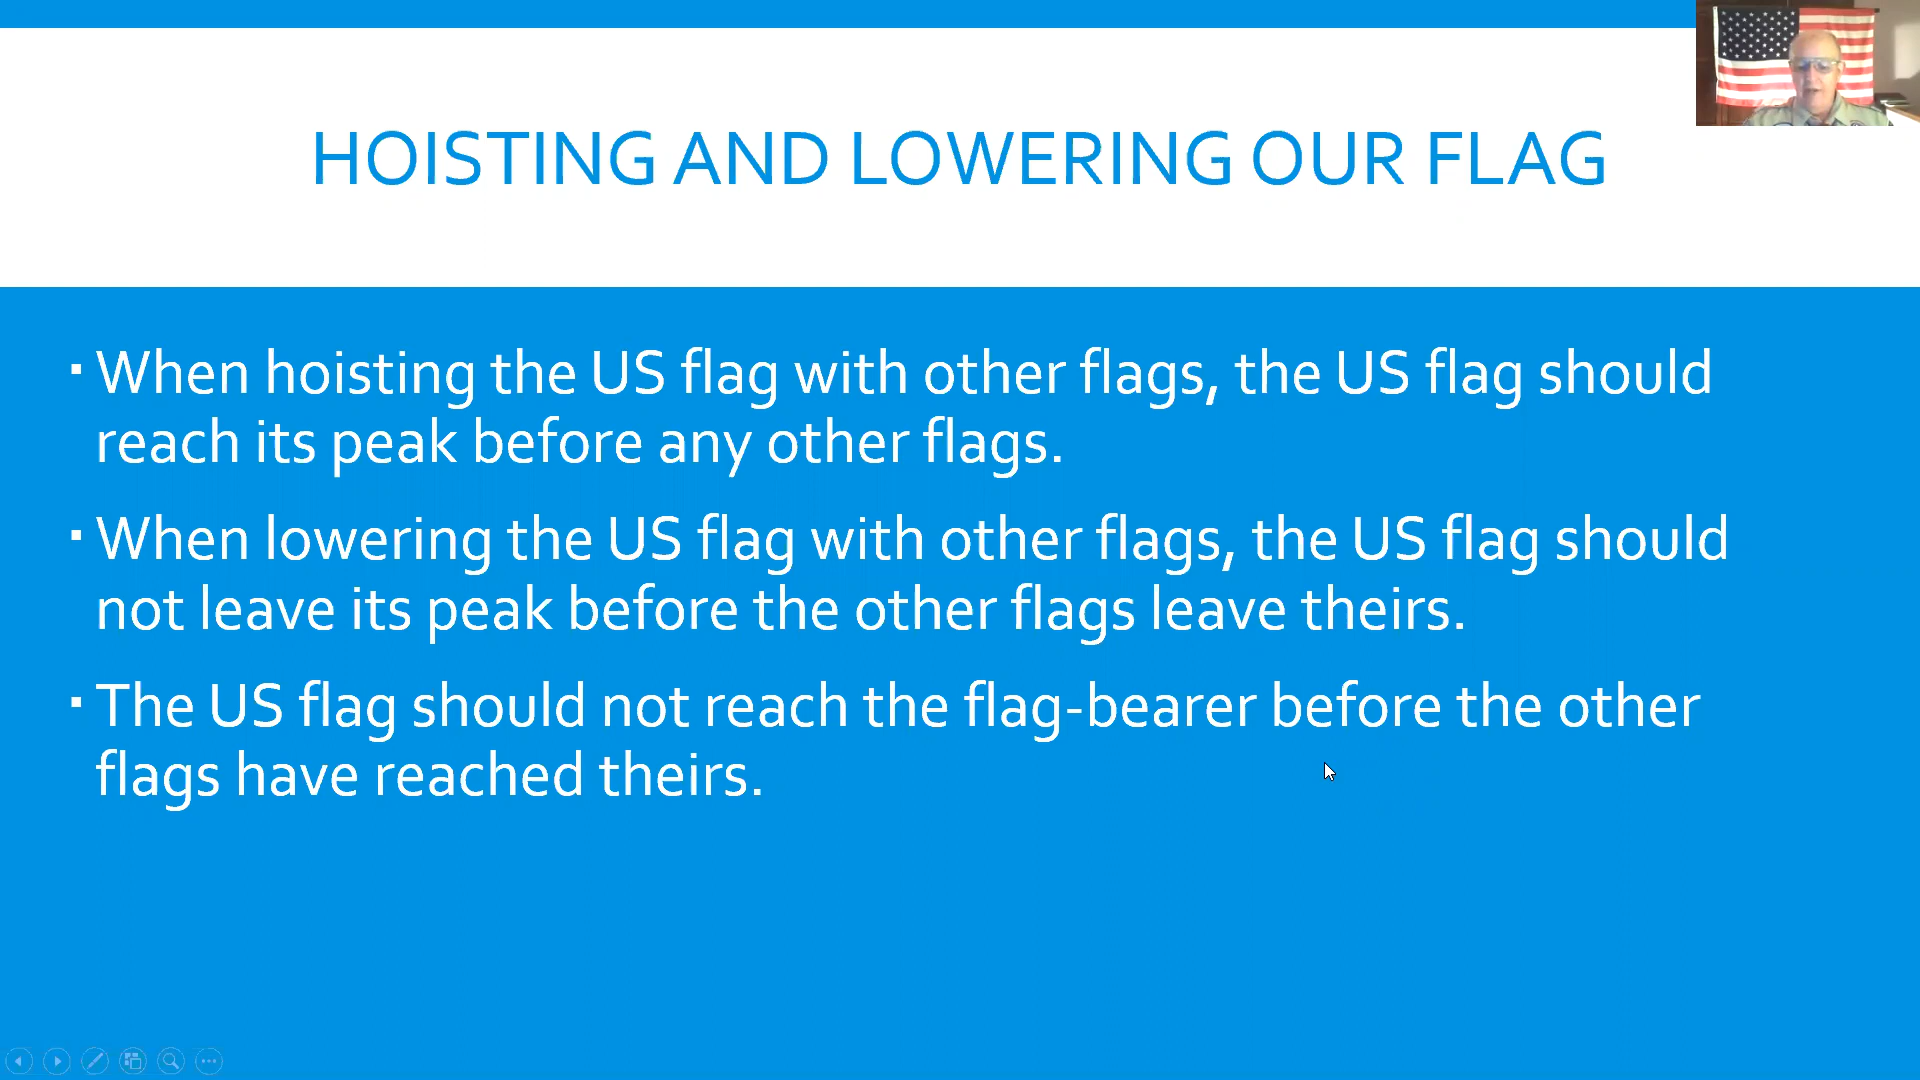 HOISTING AND LOWERING OUR FLAG
▪ When hoisting the US flag with other flags, the US flag should
reach its peak before any other flags.
▪ When lowering the US flag with other flags, the US flag should
not leave its peak before the other flags leave theirs.
▪ The US flag should not reach the flag-bearer before the other
flags have reached theirs.